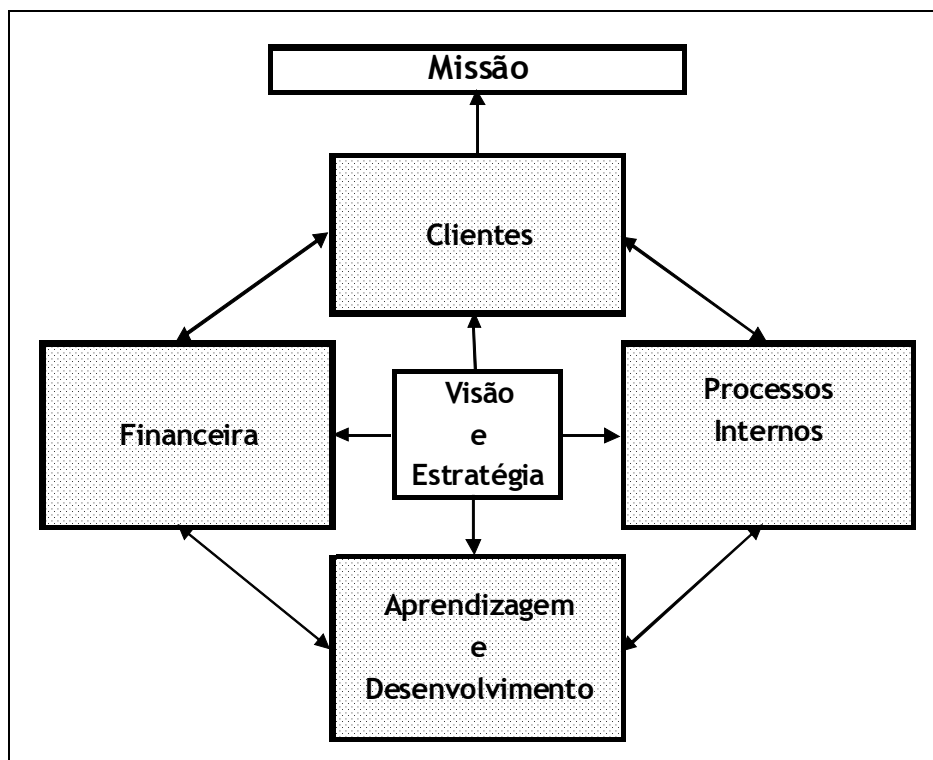 Missão
Clientes
Financeira
Visão
e
Estratégia
Processos
Internos
Aprendizagem
e
Desenvolvimento